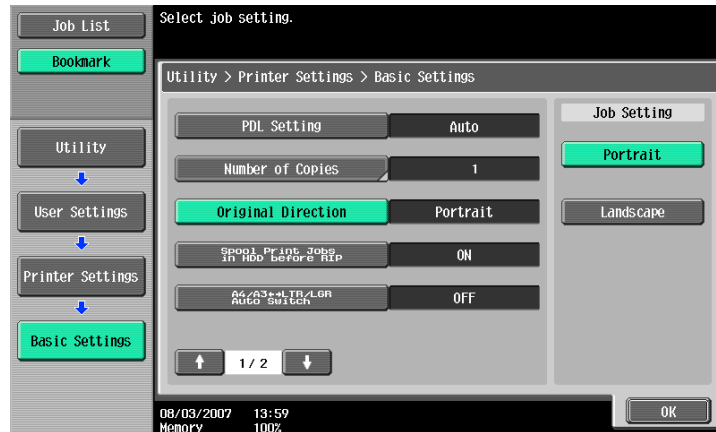 Job List
Bookmark
Select job setting.
Utility > Printer Settings > Basic Settings
Utility
User Settings
Printer Settings
Basic Settings
PDL Setting Auto
Number of Copies 1
Original Direction Portrait
Spool Print Jobs
in HDD before RIP
ON
A4/A3↔LTR/LGR
Auto Switch
OFF
↑ 1/ 2 ↓
Job Setting
Portrait
Landscape
08/03/2007 13:59
Memory 100%
OK